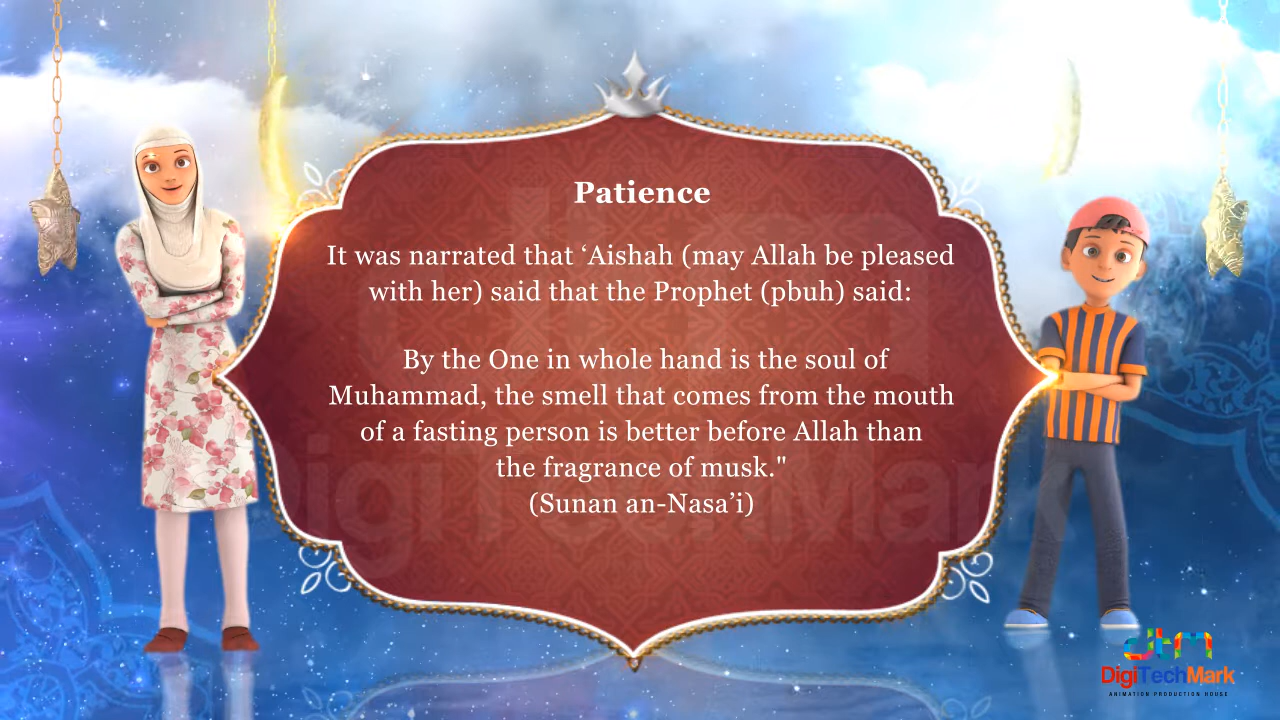 Patience
It was narrated that ‘Aishah (may Allah be pleased
with her) said that the Prophet (pbuh) said:
By the One in whole hand is the soul of
Muhammad, the smell that comes from the mouth
of a fasting person is better before Allah than
the fragrance of musk."
(Sunan an-Nasa’i)
DigiTechMark
dtm
DigiTechMark
ANIMATION PRODUCTION HOUSE